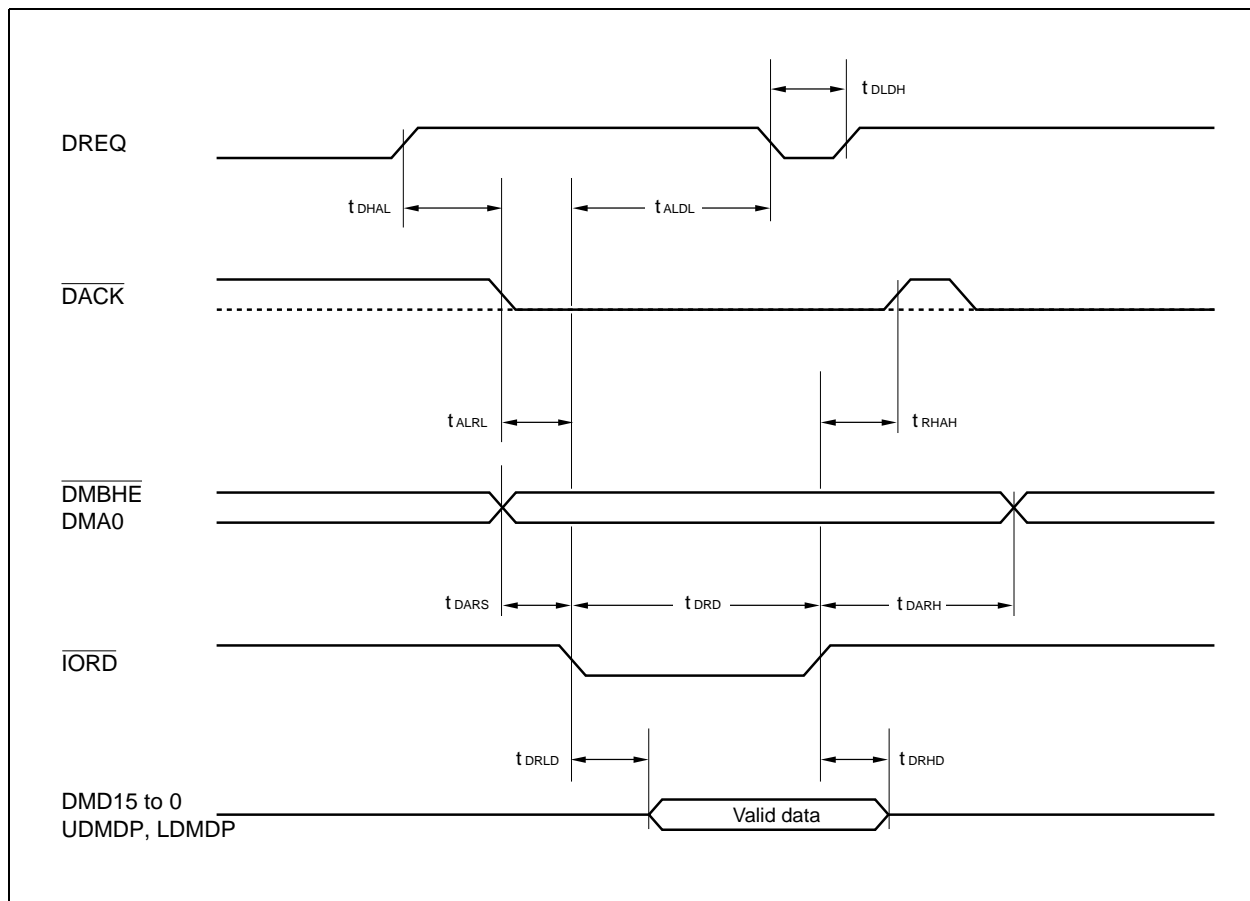 t DLDH
DREQ
t DHAL
t ALDL
DACK
t ALRL
t RHAH
DMBHE
DMA0
t DARS
t DRD
t DARH
IORD
t DRLD
t DRHD
DMD15 to 0
UDMDP, LDMDP
Valid data